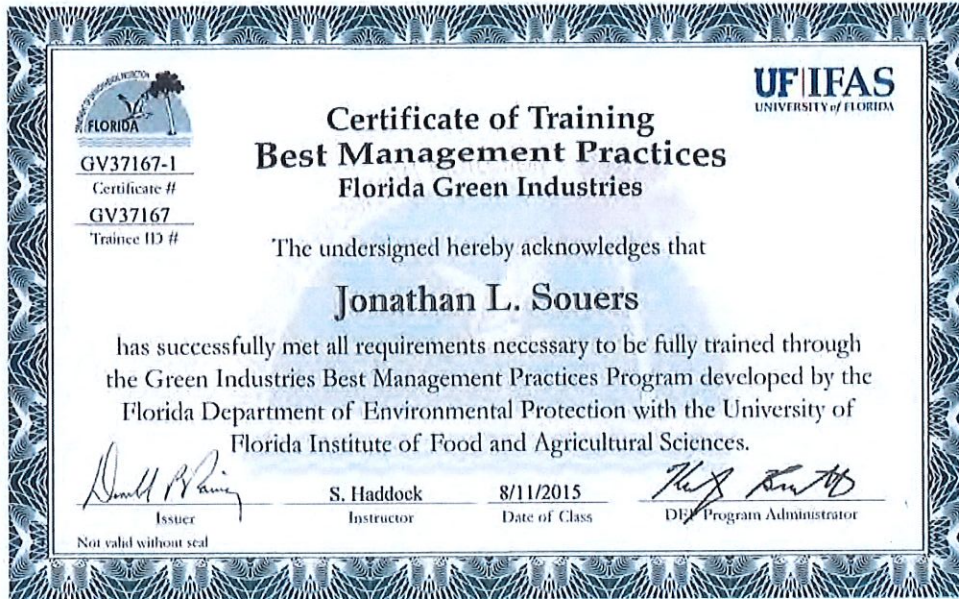 FLORIDA
UF|IFAS
UNIVERSITY of FLORIDA
GV37167-1
Certificate #
GV37167
Trainee ID #
Certificate of Training
Best Management Practices
Florida Green Industries
The undersigned hereby acknowledges that
Jonathan L. Souers
has successfully met all requirements necessary to be fully trained through
the Green Industries Best Management Practices Program developed by the
Florida Department of Environmental Protection with the University of
Florida Institute of Food and Agricultural Sciences.
Issuer
S. Haddock
Instructor
8/11/2015
Date of Class
DEP Program Administrator
Not valid without seal